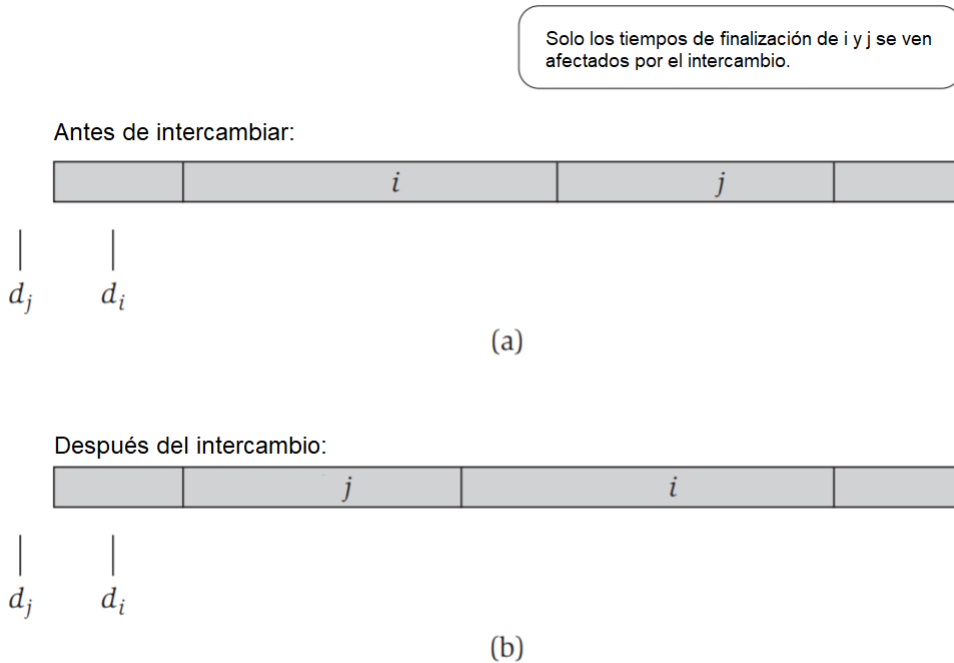 Solo los tiempos de finalización de i y j se ven
afectados por el intercambio.
Antes de intercambiar:
i j
d_j d_i
(a)
Después del intercambio:
j i
d_j d_i
(b)